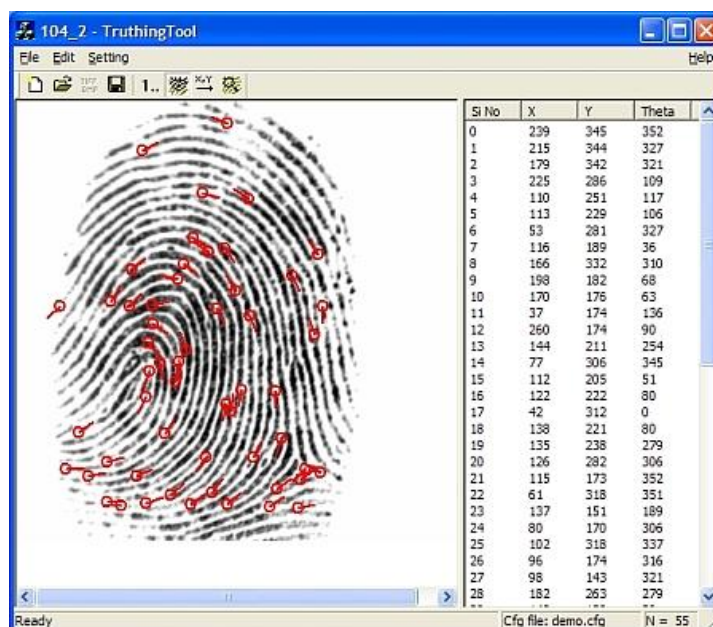 104_2 - TruthingTool
File Edit Setting Help
1.. X,Y
Si No X Y Theta
0 239 345 352
1 215 344 327
2 179 342 321
3 225 286 109
4 110 251 117
5 113 229 106
6 53 281 327
7 116 189 36
8 166 332 310
9 198 182 68
10 170 176 63
11 37 174 136
12 260 174 90
13 144 211 254
14 77 306 345
15 112 205 51
16 122 222 80
17 42 312 0
18 138 221 80
19 135 238 279
20 126 282 306
21 115 173 352
22 61 318 351
23 137 151 189
24 80 170 306
25 102 318 337
26 96 174 316
27 98 143 321
28 182 263 279
Ready Cfg file: demo.cfg N = 55